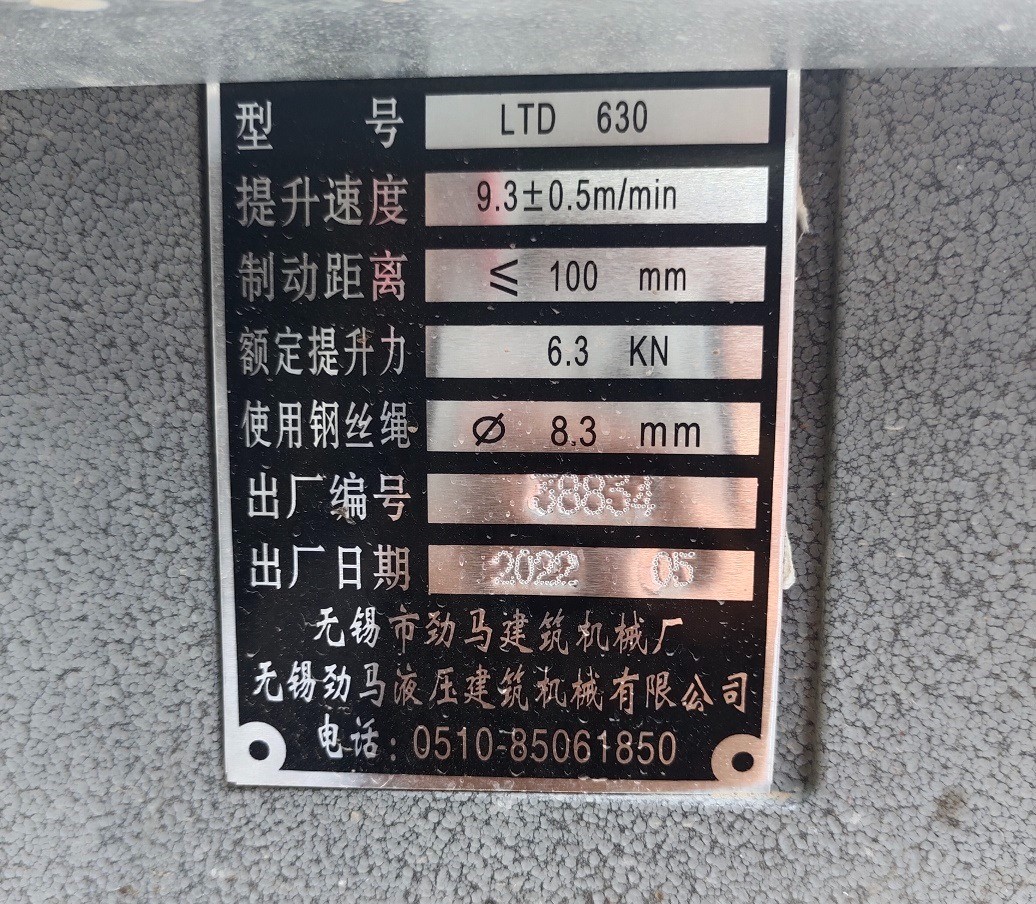 型号 LTD 630
提升速度 9.3±0.5m/min
制动距离 ≤ 100 mm
额定提升力 6.3 KN
使用钢丝绳 Ø 8.3 mm
出厂编号 38834
出厂日期 2022 05
无锡市劲马建筑机械厂
无锡劲马液压建筑机械有限公司
电话：0510-85061850